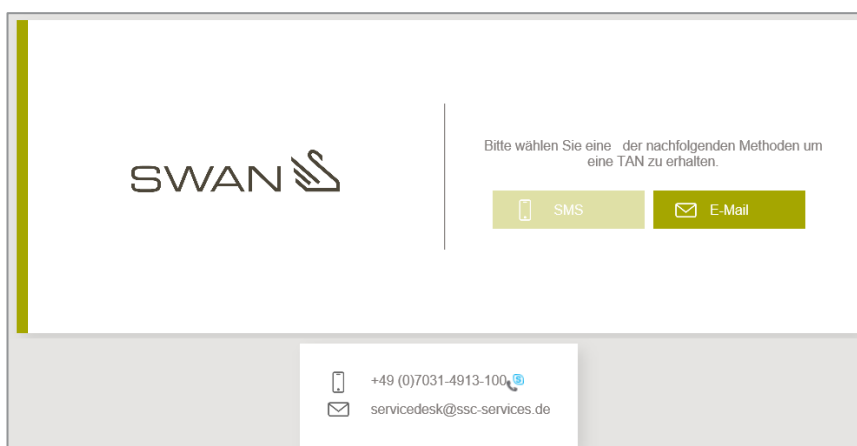 SWAN
Bitte wählen Sie eine der nachfolgenden Methoden um
eine TAN zu erhalten.
SMS
E-Mail
+49 (0)7031-4913-100
servicedesk@ssc-services.de